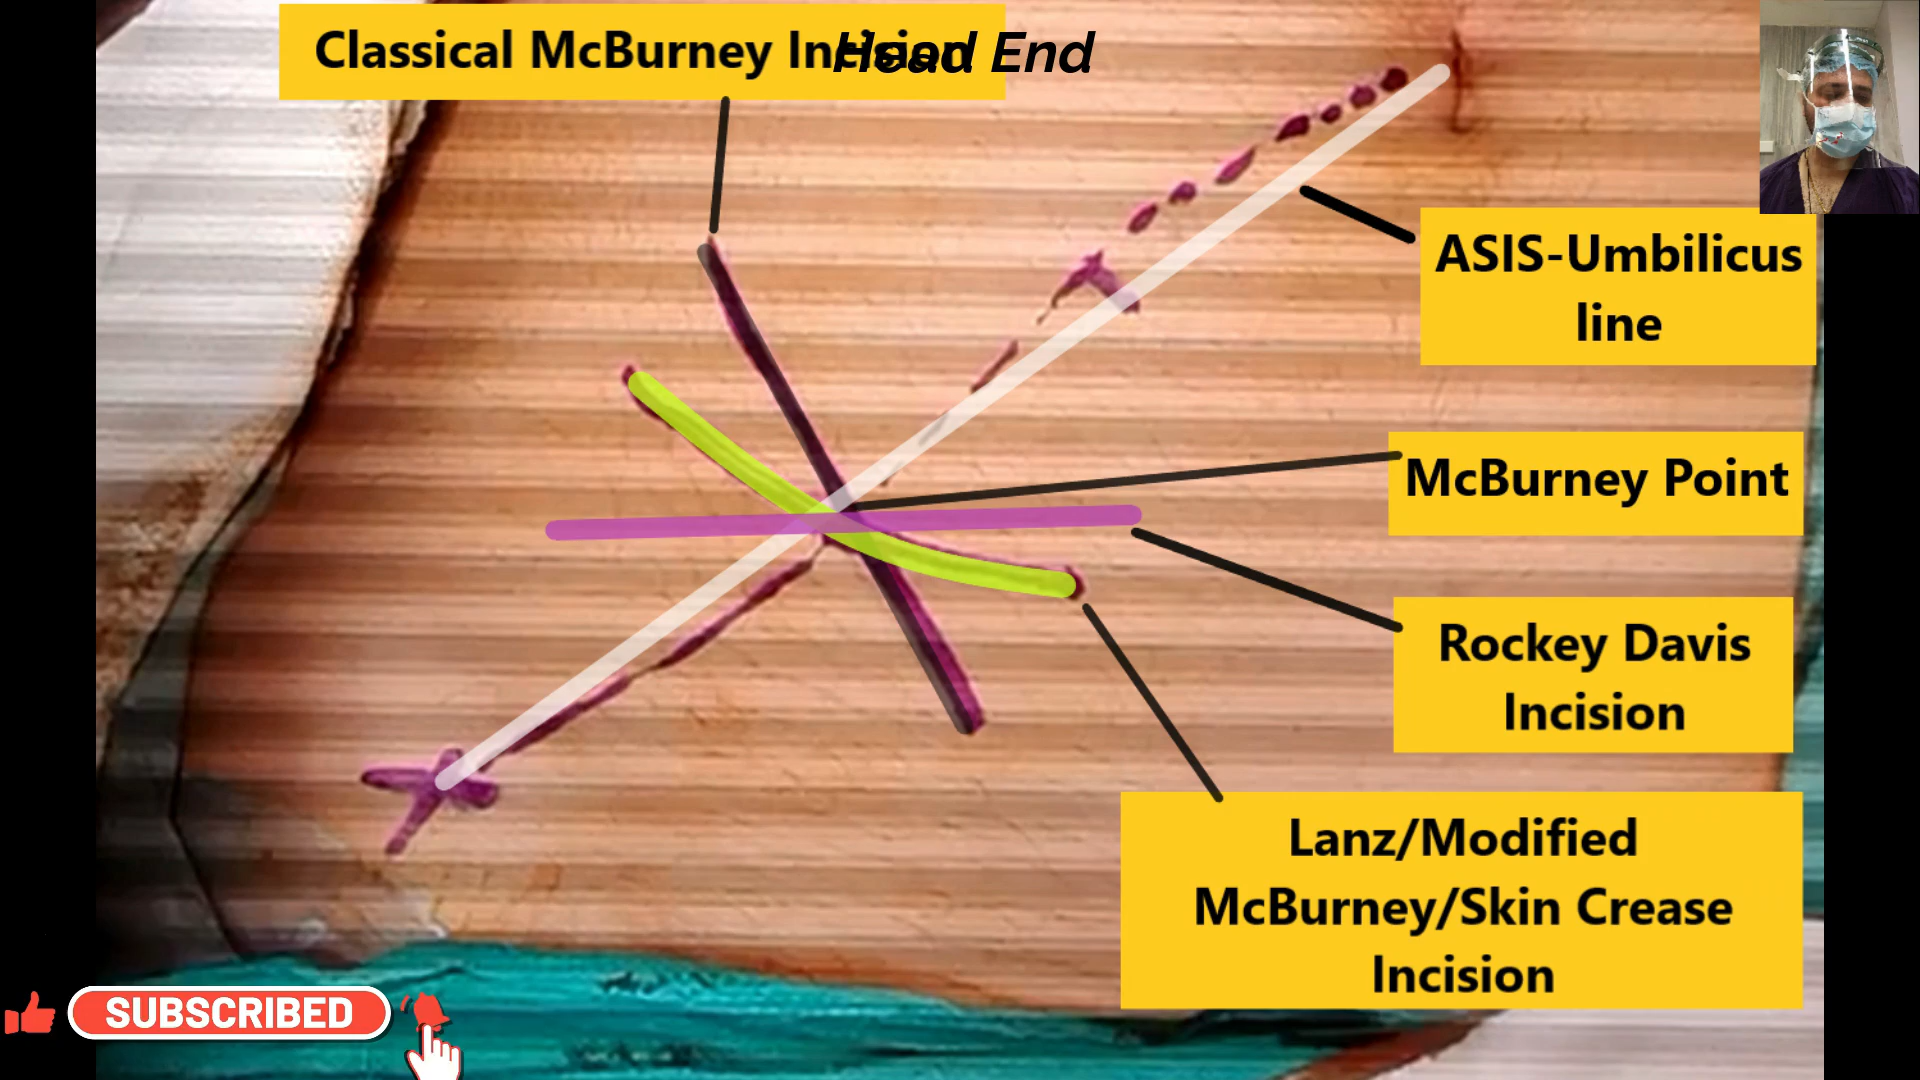 Classical McBurney Incision
Head End
ASIS-Umbilicus
line
McBurney Point
Rockey Davis
Incision
Lanz/Modified
McBurney/Skin Crease
Incision
SUBSCRIBED